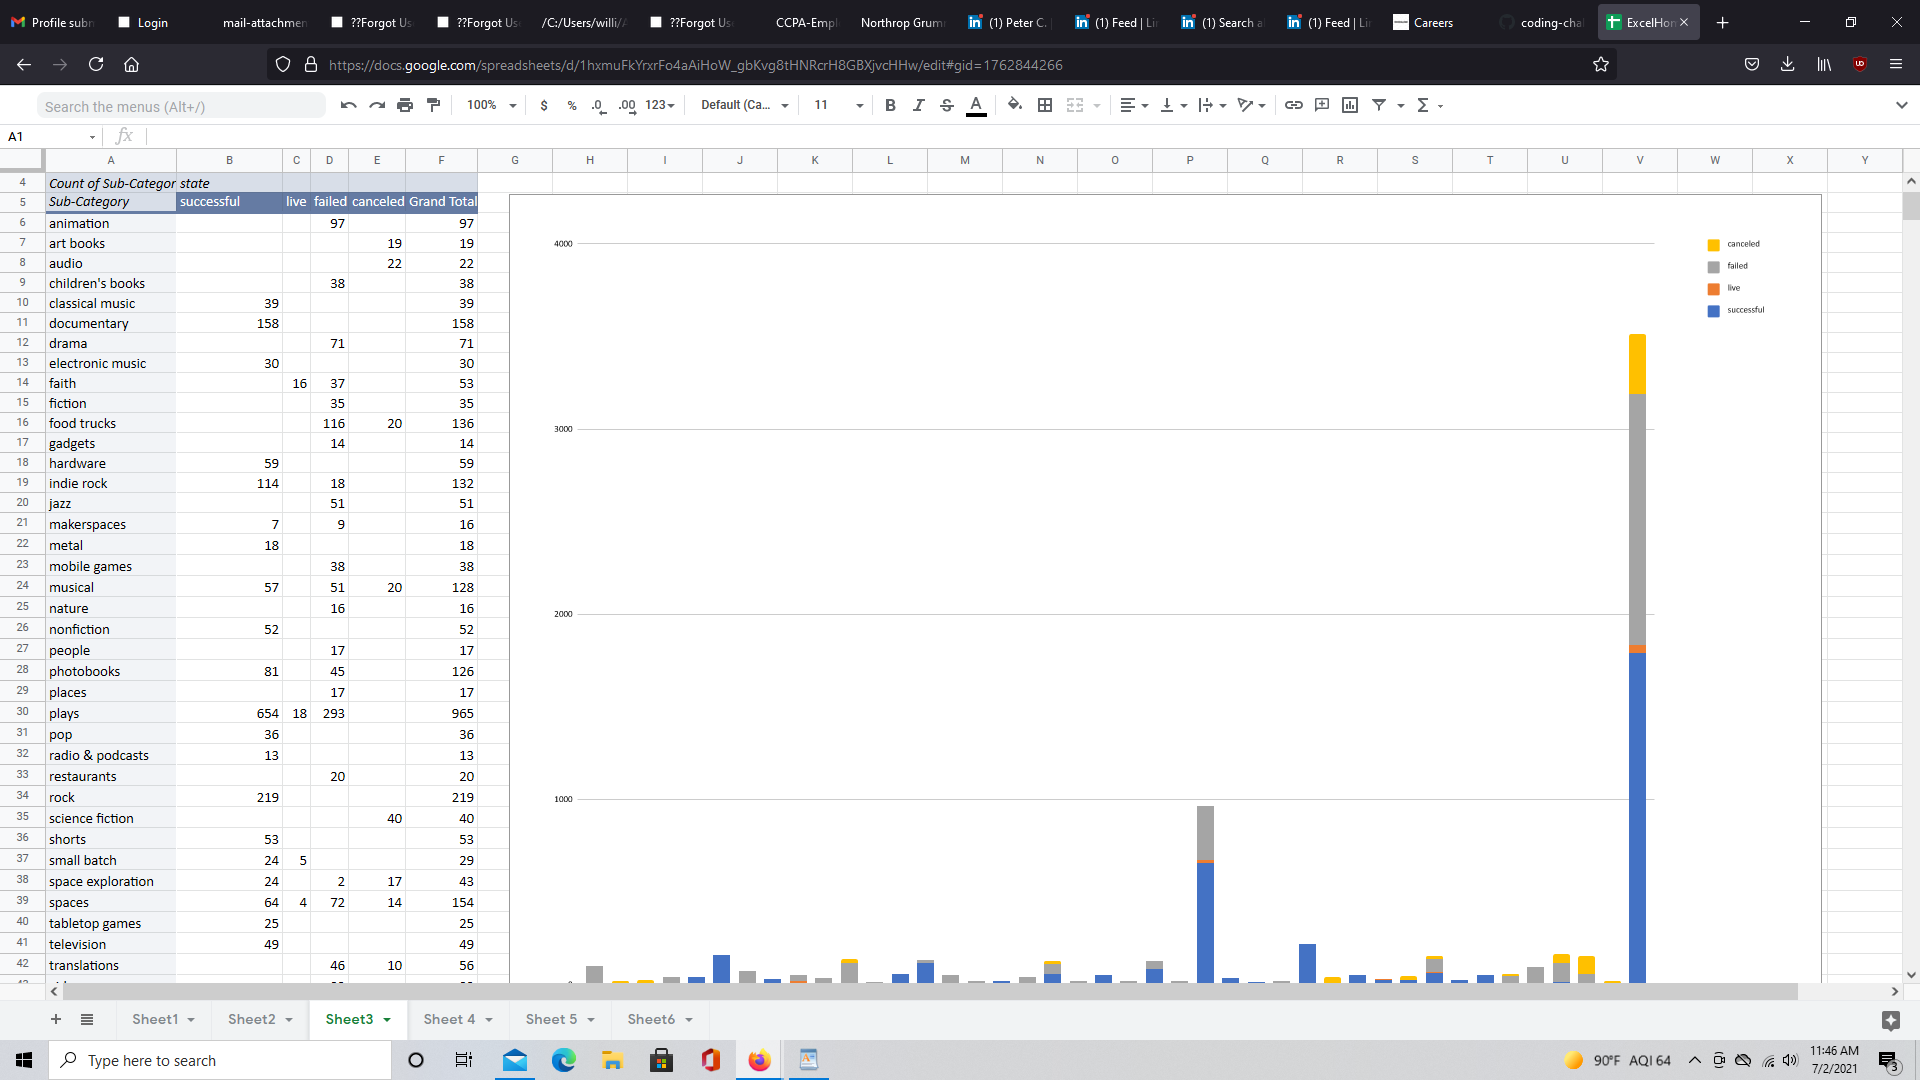 Profile subm Login mail-attachmen ??Forgot Us ??Forgot Us /C:/Users/willi/A ??Forgot Us CCPA-Empl Northrop Grumm (1) Peter C. (1) Feed | Lin (1) Search a (1) Feed | Lin Careers coding-chal ExcelHom
https://docs.google.com/spreadsheets/d/1hxmuFkYrxrFo4aAiHoW_gbKvg8tHNRcrH8GBXjvcHHw/edit#gid=1762844266
Search the menus (Alt+/) 100% $ % .0 .00 123 Default (Ca... 11 B I S A Σ
A1 fx
A B C D E F G H I J K L M N O P Q R S T U V W X Y
4 Count of Sub-Categor state
5 Sub-Category successful live failed canceled Grand Total
6 animation 97 97
7 art books 19 19
8 audio 22 22
9 children's books 38 38
10 classical music 39 39
11 documentary 158 158
12 drama 71 71
13 electronic music 30 30
14 faith 16 37 53
15 fiction 35 35
16 food trucks 116 20 136
17 gadgets 14 14
18 hardware 59 59
19 indie rock 114 18 132
20 jazz 51 51
21 makerspaces 7 9 16
22 metal 18 18
23 mobile games 38 38
24 musical 57 51 20 128
25 nature 16 16
26 nonfiction 52 52
27 people 17 17
28 photobooks 81 45 126
29 places 17 17
30 plays 654 18 293 965
31 pop 36 36
32 radio & podcasts 13 13
33 restaurants 20 20
34 rock 219 219
35 science fiction 40 40
36 shorts 53 53
37 small batch 24 5 29
38 space exploration 24 2 17 43
39 spaces 64 4 72 14 154
40 tabletop games 25 25
41 television 49 49
42 translations 46 10 56
4000
3000
2000
1000
canceled
failed
live
successful
Sheet1 Sheet2 Sheet3 Sheet 4 Sheet 5 Sheet6
Type here to search
90°F AQI 64
11:46 AM
7/2/2021
3